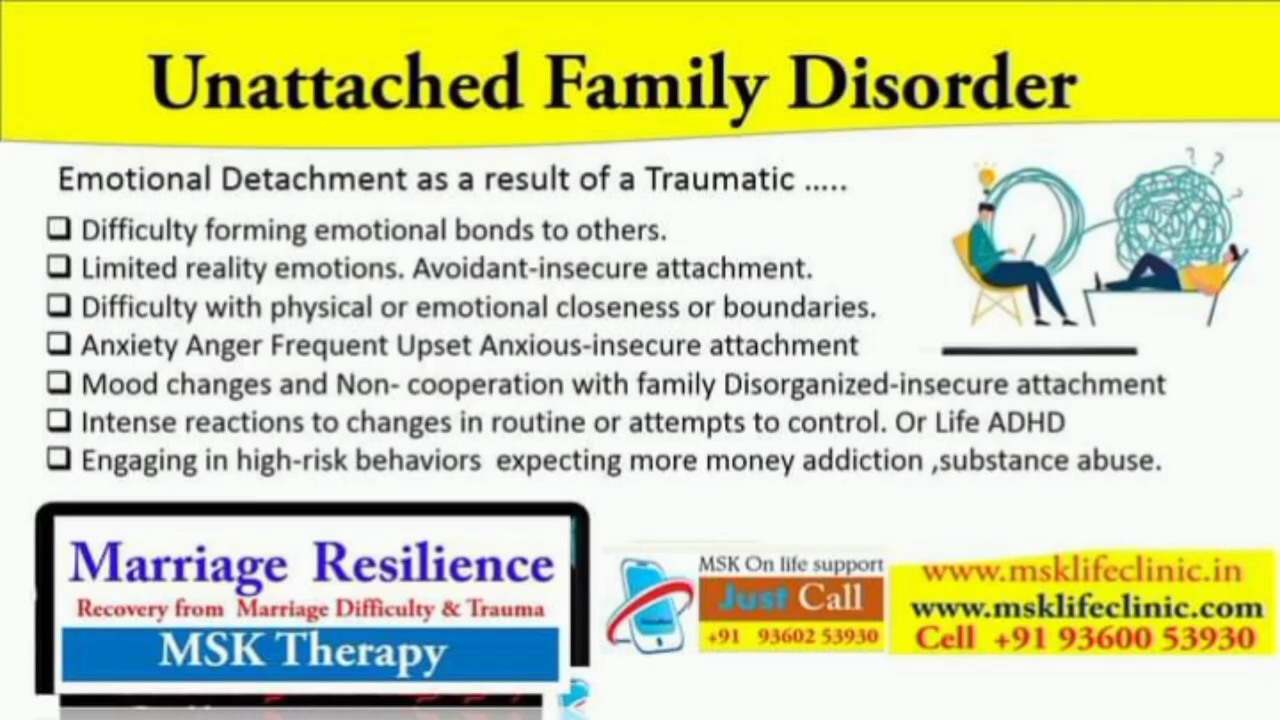 Unattached Family Disorder
Emotional Detachment as a result of a Traumatic .....
❑ Difficulty forming emotional bonds to others.
❑ Limited reality emotions. Avoidant-insecure attachment.
❑ Difficulty with physical or emotional closeness or boundaries.
❑ Anxiety Anger Frequent Upset Anxious-insecure attachment
❑ Mood changes and Non- cooperation with family Disorganized-insecure attachment
❑ Intense reactions to changes in routine or attempts to control. Or Life ADHD
❑ Engaging in high-risk behaviors expecting more money addiction ,substance abuse.
? ?
?
Marriage Resilience
Recovery from Marriage Difficulty & Trauma
MSK Therapy
MSK On life support
Just Call
+91 93602 53930
www.msklifeclinic.in
www.msklifeclinic.com
Cell +91 93600 53930